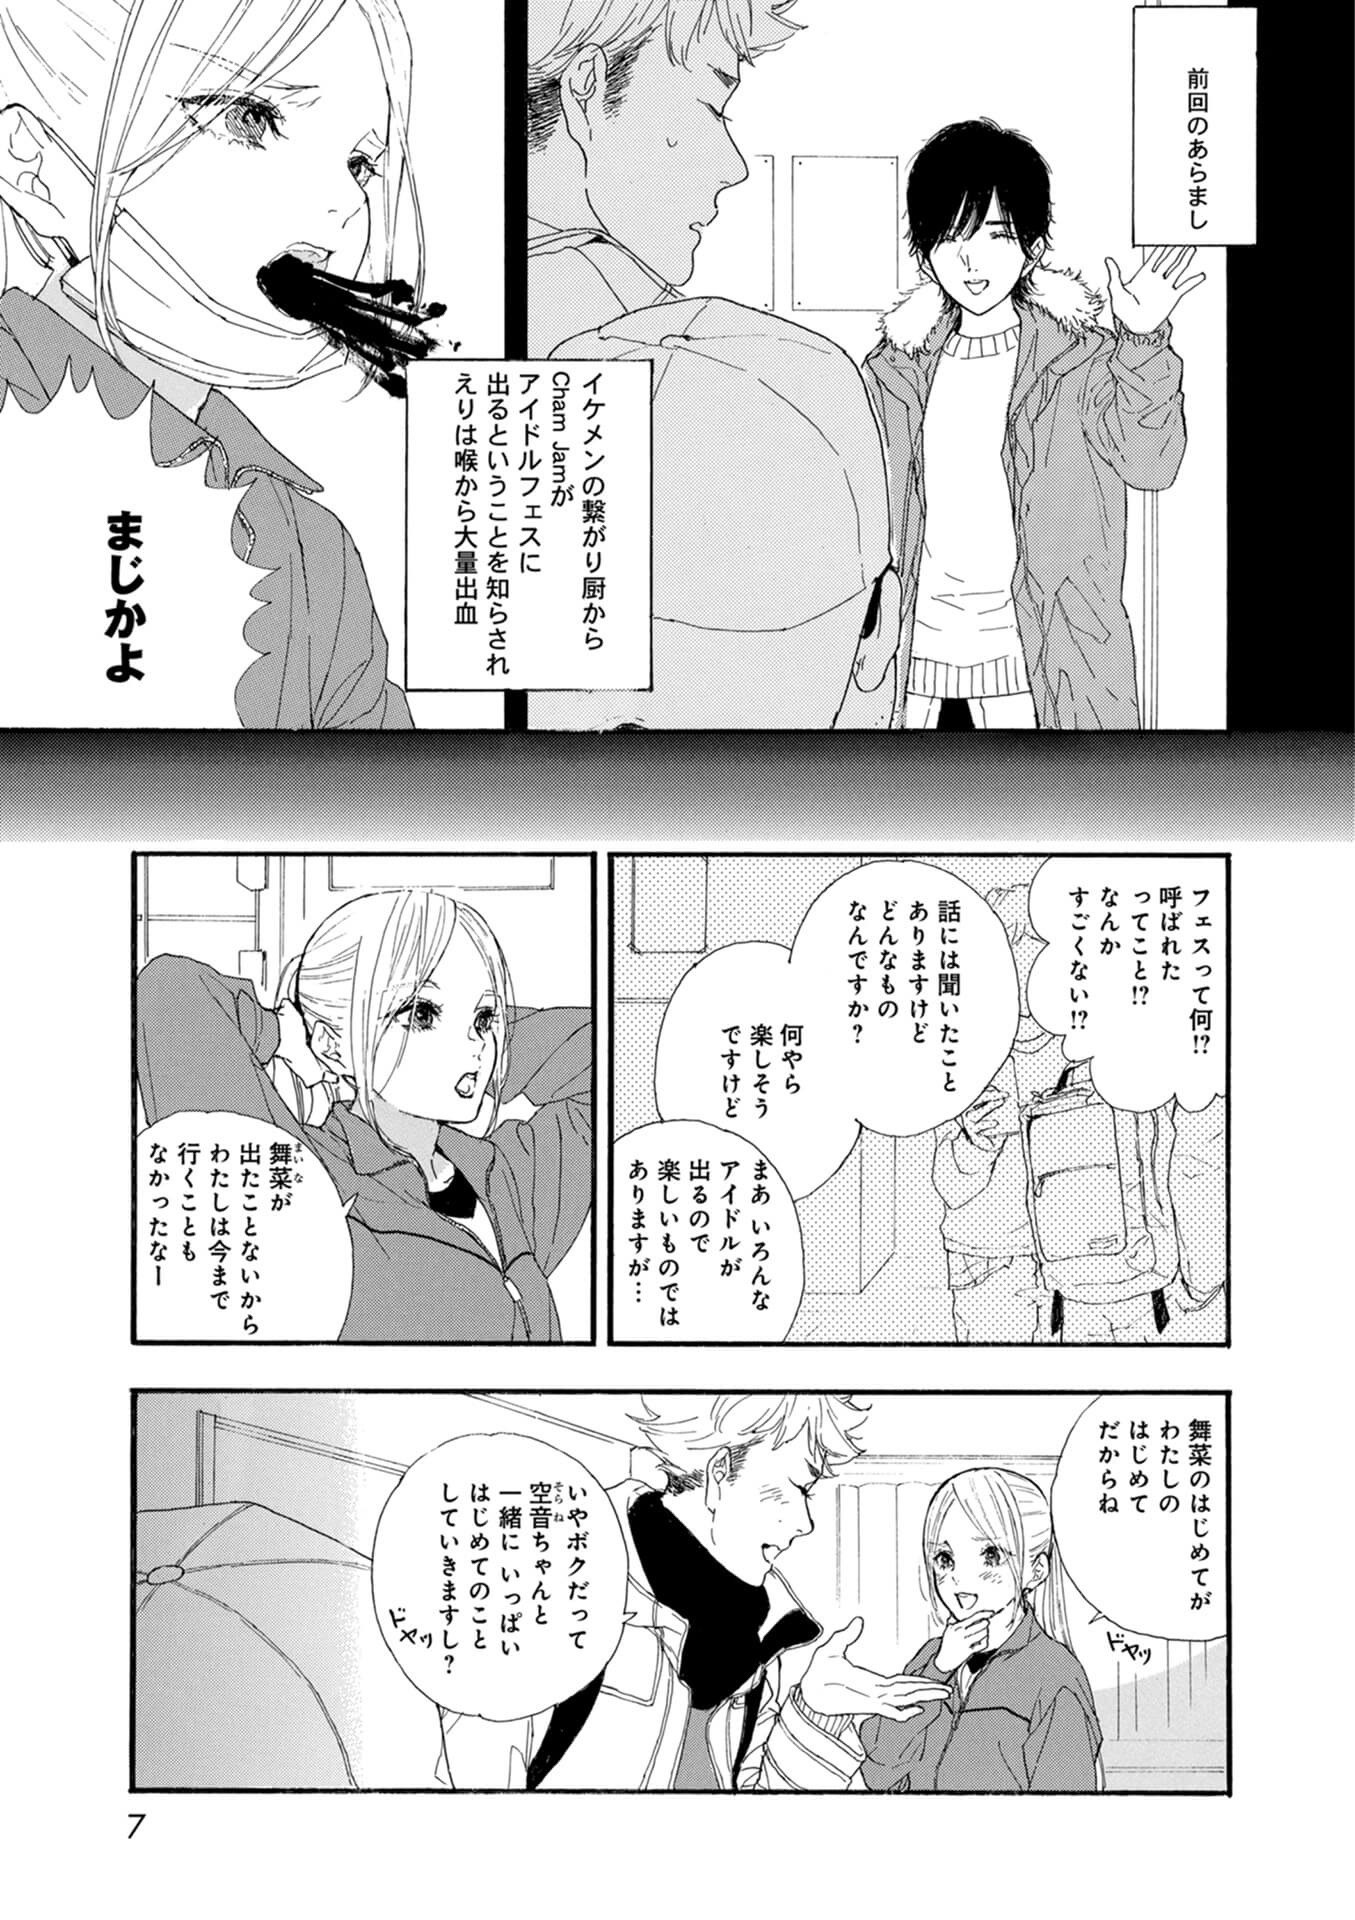 前回のあらまし
イケメンの繋がり厨から
Cham Jamが
アイドルフェスに
出るということを知らされ
えりは喉から大量出血
まじかよ
フェスって何!?
呼ばれた
ってこと!?
なんか
すごくない!?
話には聞いたこと
ありますけど
どんなもの
なんですか?
何やら
楽しそう
ですけど
まあ いろんな
アイドルが
出るので
楽しいものでは
ありますが…
舞菜が
まいな
出たことないから
わたしは今まで
行くことも
なかったなー
舞菜のはじめてが
わたしの
はじめて
だからね
ドヤッ
いやボクだって
空音ちゃんと
そらね
一緒に いっぱい
はじめてのこと
していきますし?
ドヤッ
7